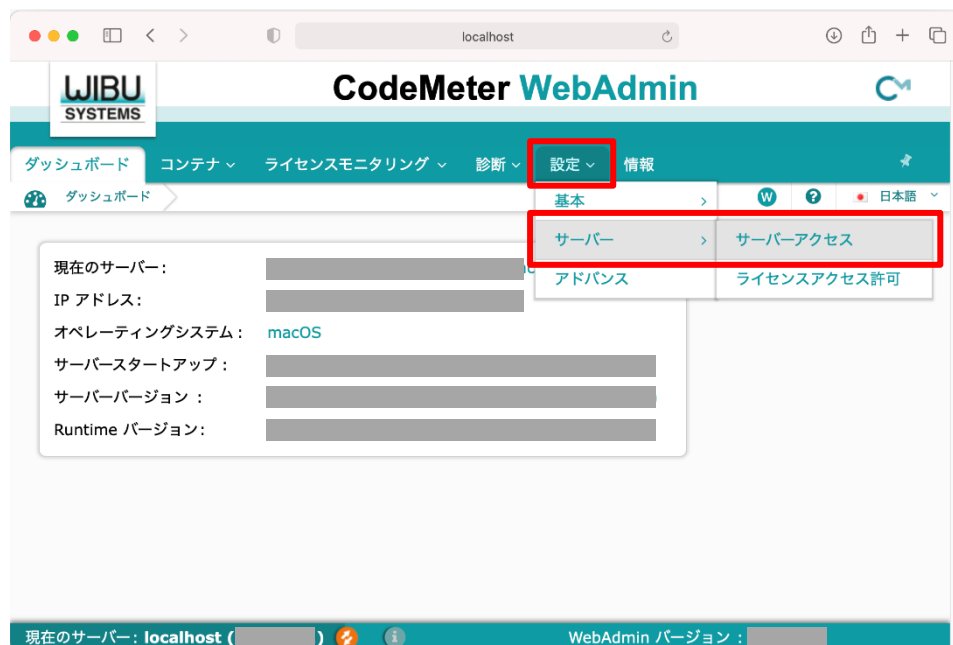 localhost
WIBU
SYSTEMS
CodeMeter WebAdmin
ダッシュボード コンテナ ライセンスモニタリング 診断 設定 情報
ダッシュボード
W ? 日本語
基本
サーバー サーバーアクセス
アドバンス ライセンスアクセス許可
現在のサーバー:
IP アドレス:
オペレーティングシステム: macOS
サーバースタートアップ :
サーバーバージョン :
Runtime バージョン:
現在のサーバー: localhost ( ) WebAdmin バージョン :